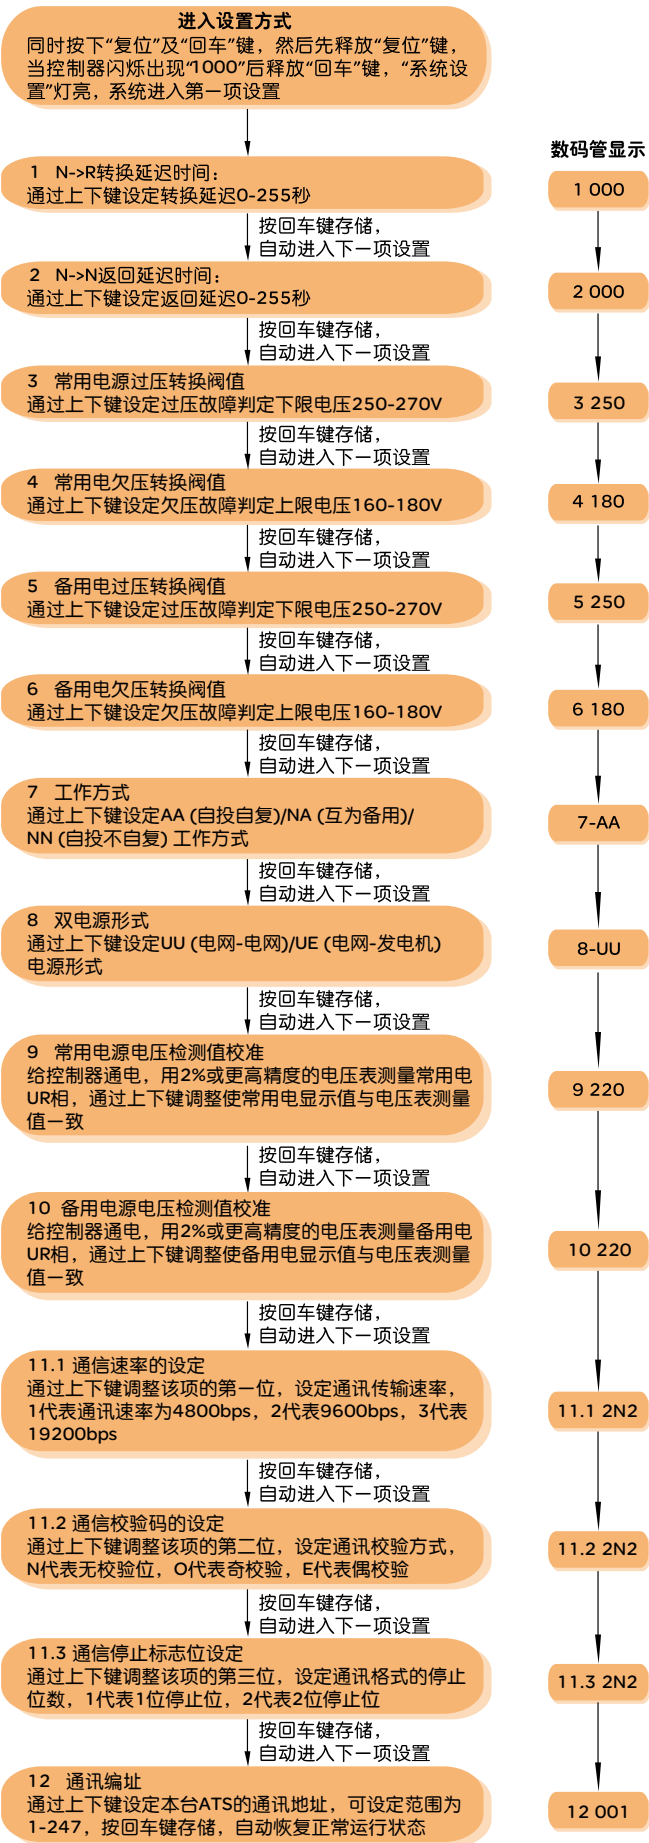 进入设置方式
同时按下“复位”及“回车”键，然后先释放“复位”键，
当控制器闪烁出现“1000”后释放“回车”键，“系统设
置”灯亮，系统进入第一项设置
数码管显示
1 N->R转换延迟时间：
通过上下键设定转换延迟0-255秒
1 000
按回车键存储，
自动进入下一项设置
2 N->N返回延迟时间：
通过上下键设定返回延迟0-255秒
2 000
按回车键存储，
自动进入下一项设置
3 常用电源过压转换阀值
通过上下键设定过压故障判定下限电压250-270V
3 250
按回车键存储，
自动进入下一项设置
4 常用电欠压转换阀值
通过上下键设定欠压故障判定上限电压160-180V
4 180
按回车键存储，
自动进入下一项设置
5 备用电过压转换阀值
通过上下键设定过压故障判定下限电压250-270V
5 250
按回车键存储，
自动进入下一项设置
6 备用电欠压转换阀值
通过上下键设定欠压故障判定上限电压160-180V
6 180
按回车键存储，
自动进入下一项设置
7 工作方式
通过上下键设定AA (自投自复)/NA (互为备用)/
NN (自投不自复) 工作方式
7-AA
按回车键存储，
自动进入下一项设置
8 双电源形式
通过上下键设定UU (电网-电网)/UE (电网-发电机)
电源形式
8-UU
按回车键存储，
自动进入下一项设置
9 常用电源电压检测值校准
给控制器通电，用2%或更高精度的电压表测量常用电
UR相，通过上下键调整使常用电显示值与电压表测量
值一致
9 220
按回车键存储，
自动进入下一项设置
10 备用电源电压检测值校准
给控制器通电，用2%或更高精度的电压表测量备用电
UR相，通过上下键调整使备用电显示值与电压表测量
值一致
10 220
按回车键存储，
自动进入下一项设置
11.1 通信速率的设定
通过上下键调整该项的第一位，设定通讯传输速率，
1代表通讯速率为4800bps，2代表9600bps，3代表
19200bps
11.1 2N2
按回车键存储，
自动进入下一项设置
11.2 通信校验码的设定
通过上下键调整该项的第二位，设定通讯校验方式，
N代表无校验位，O代表奇校验，E代表偶校验
11.2 2N2
按回车键存储，
自动进入下一项设置
11.3 通信停止标志位设定
通过上下键调整该项的第三位，设定通讯格式的停止
位数，1代表1位停止位，2代表2位停止位
11.3 2N2
按回车键存储，
自动进入下一项设置
12 通讯编址
通过上下键设定本台ATS的通讯地址，可设定范围为
1-247，按回车键存储，自动恢复正常运行状态
12 001